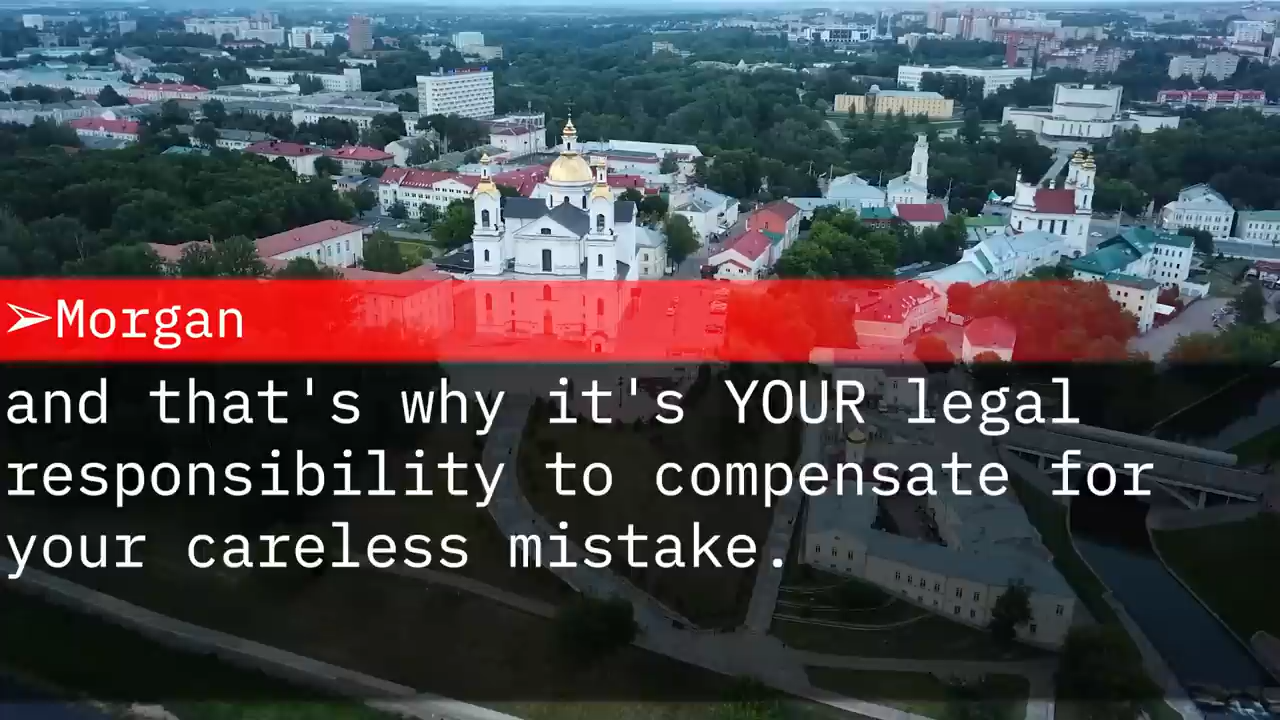 ➢Morgan
and that's why it's YOUR legal
responsibility to compensate for
your careless mistake.